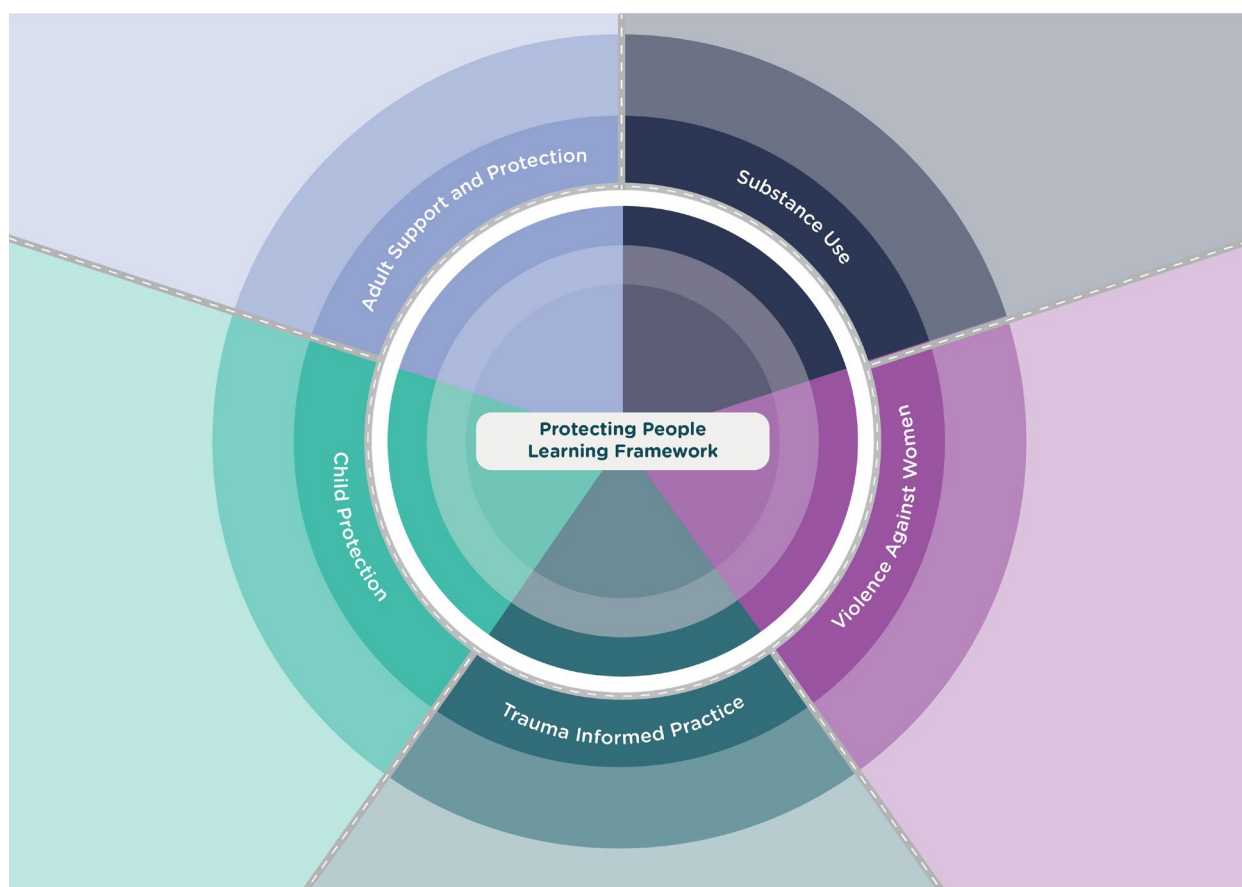 Adult Support and Protection
Substance Use
Protecting People
Learning Framework
Child Protection
Violence Against Women
Trauma Informed Practice